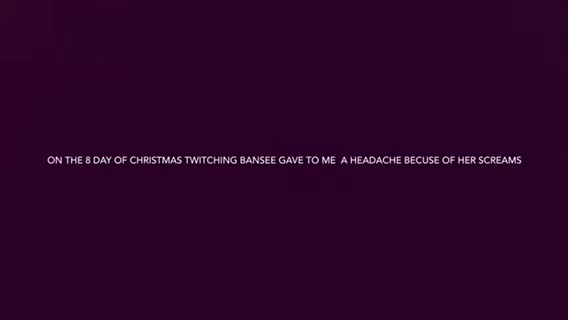 ON THE 8 DAY OF CHRISTMAS TWITCHING BANSEE GAVE TO ME A HEADACHE BECUSE OF HER SCREAMS